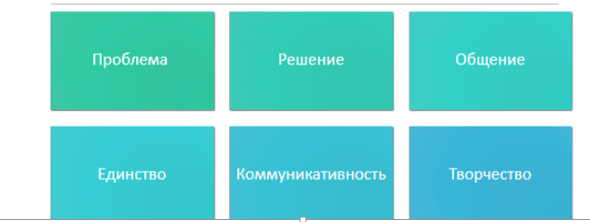 Проблема
Решение
Общение
Единство
Коммуникативность
Творчество